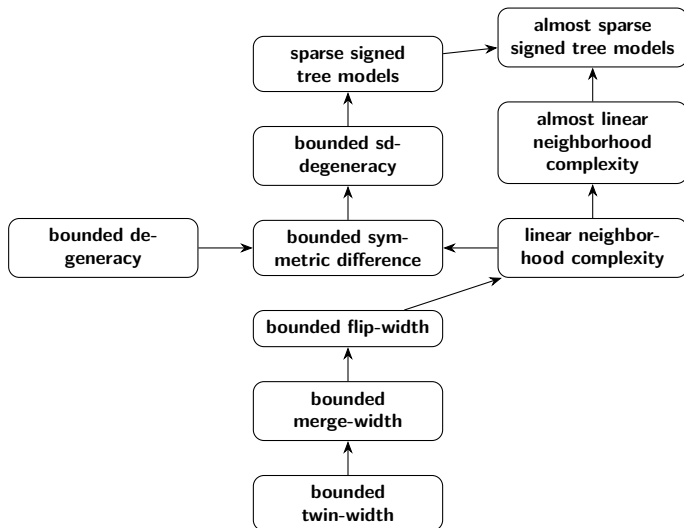 almost sparse
signed tree models
sparse signed
tree models
almost linear
neighborhood
complexity
bounded sd-
degeneracy
bounded de-
generacy
bounded sym-
metric difference
linear neighbor-
hood complexity
bounded flip-width
bounded
merge-width
bounded
twin-width